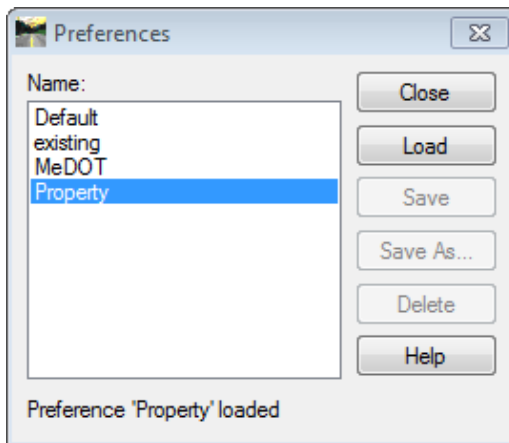 Preferences
Name:
Default
existing
MeDOT
Property
Close
Load
Save
Save As...
Delete
Help
Preference 'Property' loaded